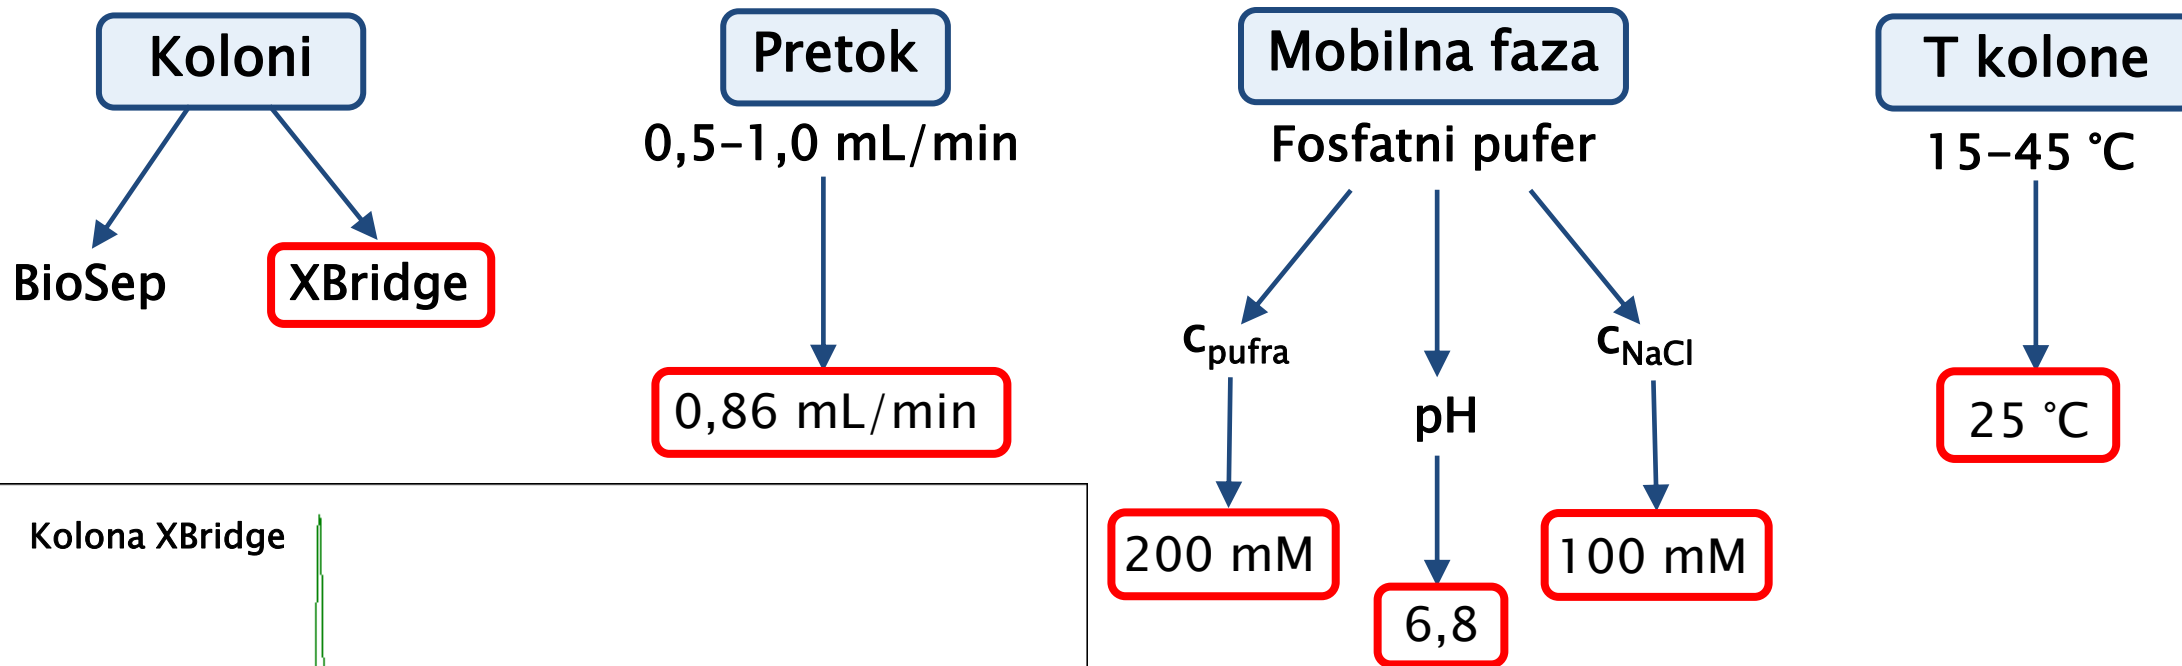 Koloni
BioSep
XBridge
Pretok
0,5–1,0 mL/min
0,86 mL/min
Mobilna faza
Fosfatni pufer
cpufra
pH
cNaCl
200 mM
6,8
100 mM
T kolone
15–45 °C
25 °C
Kolona XBridge